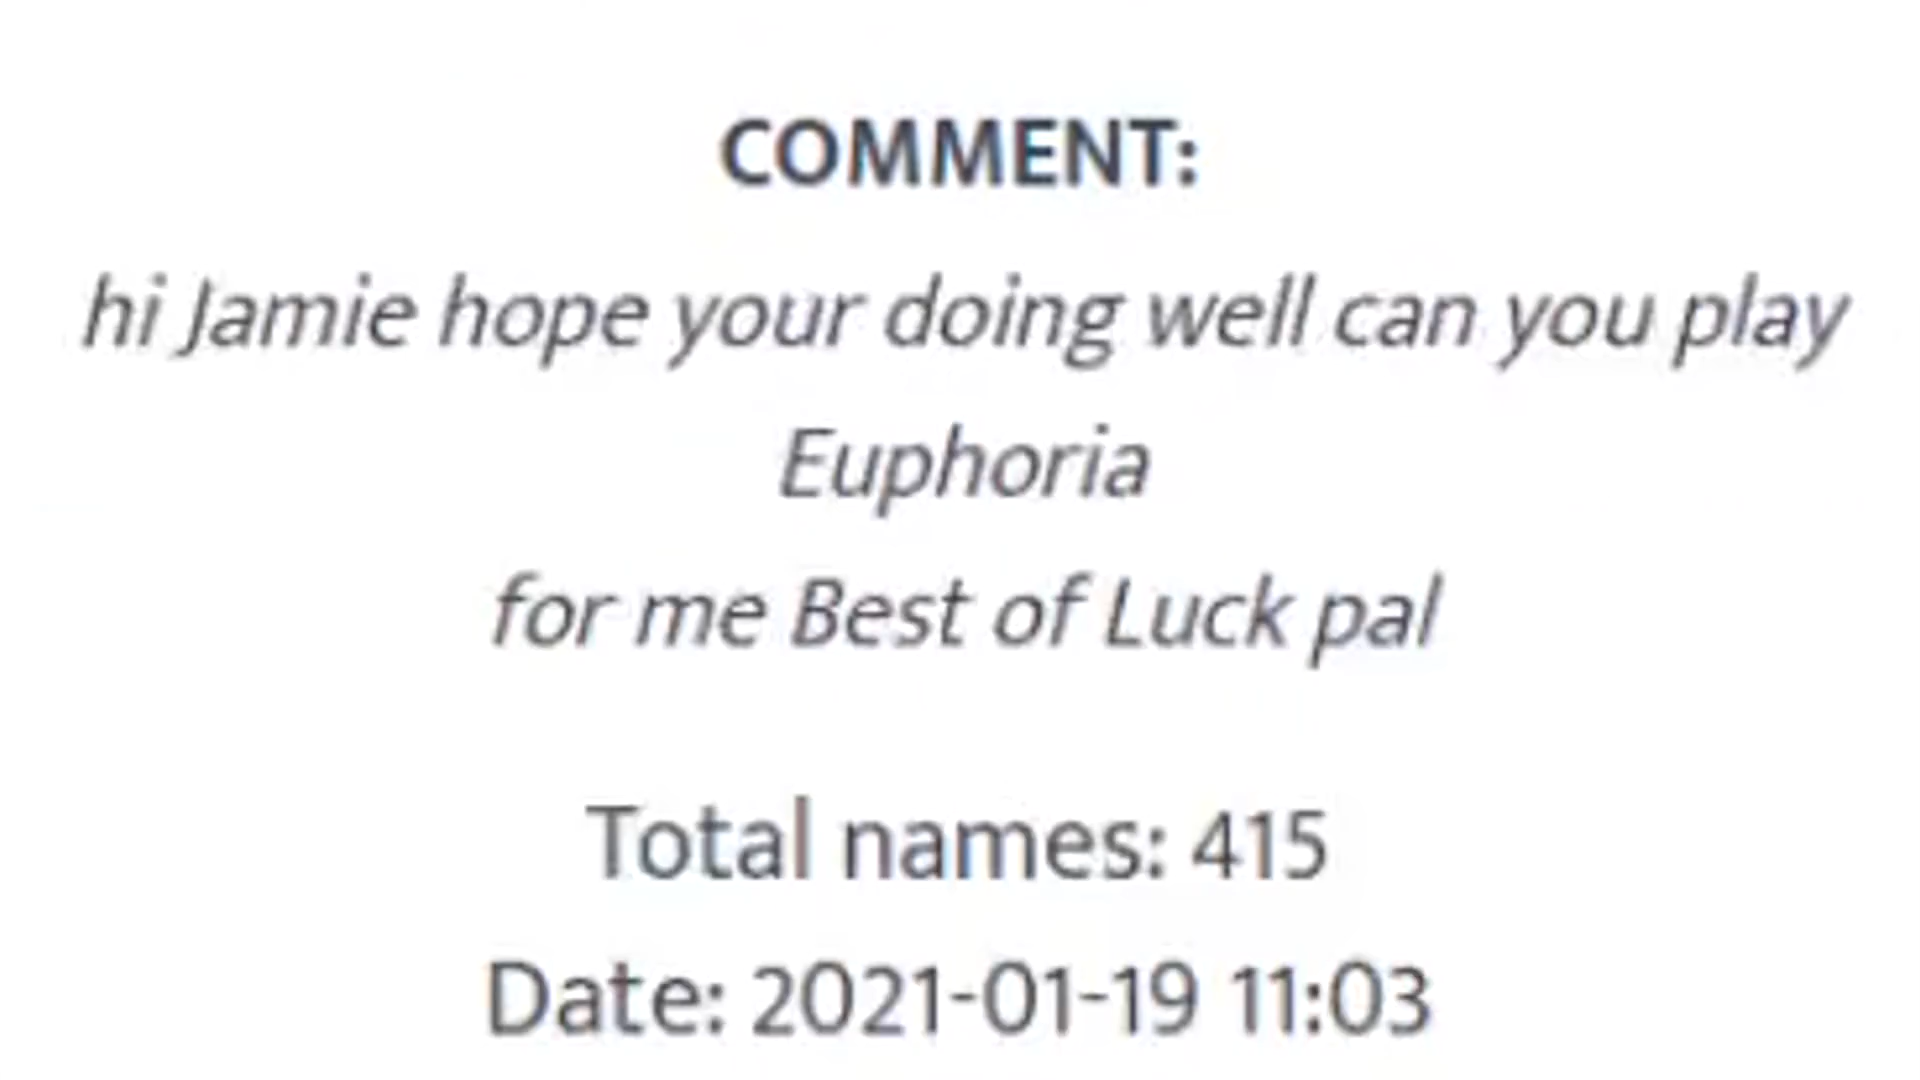 COMMENT:
hi Jamie hope your doing well can you play
Euphoria
for me Best of Luck pal
Total names: 415
Date: 2021-01-19 11:03